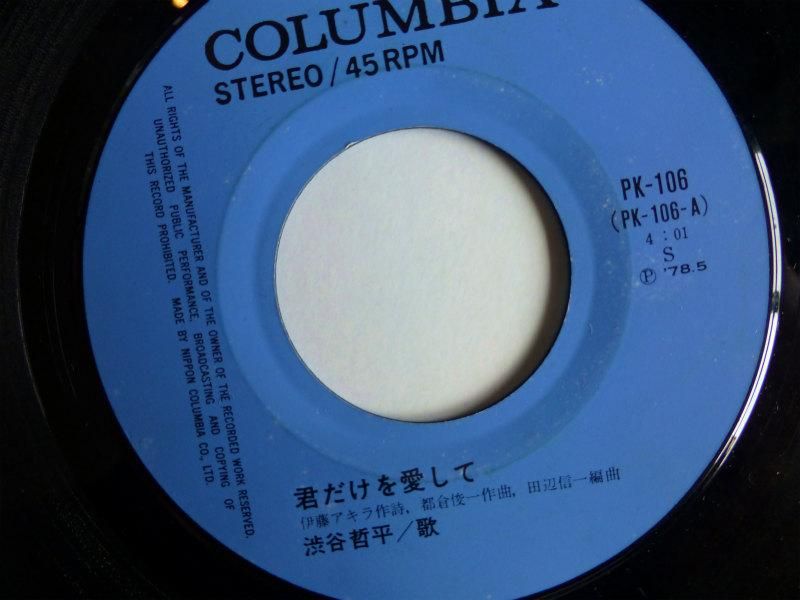 COLUMBIA
STEREO/45 RPM
ALL RIGHTS OF THE MANUFACTURER AND OF THE OWNER OF THE RECORDED WORK RESERVED.
UNAUTHORIZED PUBLIC PERFORMANCE, BROADCASTING AND COPYING OF
THIS RECORD PROHIBITED. MADE BY NIPPON COLUMBIA CO., LTD.
PK-106
(PK-106-A)
4:01
S
Ⓟ '78.5
君だけを愛して
伊藤アキラ作詩, 都倉俊一作曲, 田辺信一編曲
渋谷哲平/歌